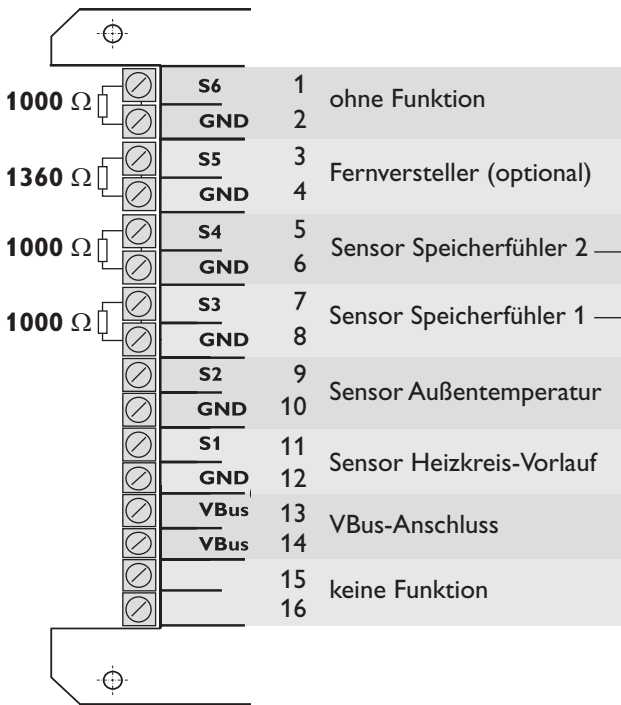 1000 Ω S6 1 ohne Funktion
GND 2
1360 Ω S5 3 Fernversteller (optional)
GND 4
1000 Ω S4 5 Sensor Speicherfühler 2
GND 6
1000 Ω S3 7 Sensor Speicherfühler 1
GND 8
S2 9 Sensor Außentemperatur
GND 10
S1 11 Sensor Heizkreis-Vorlauf
GND 12
VBus 13 VBus-Anschluss
VBus 14
15 keine Funktion
16